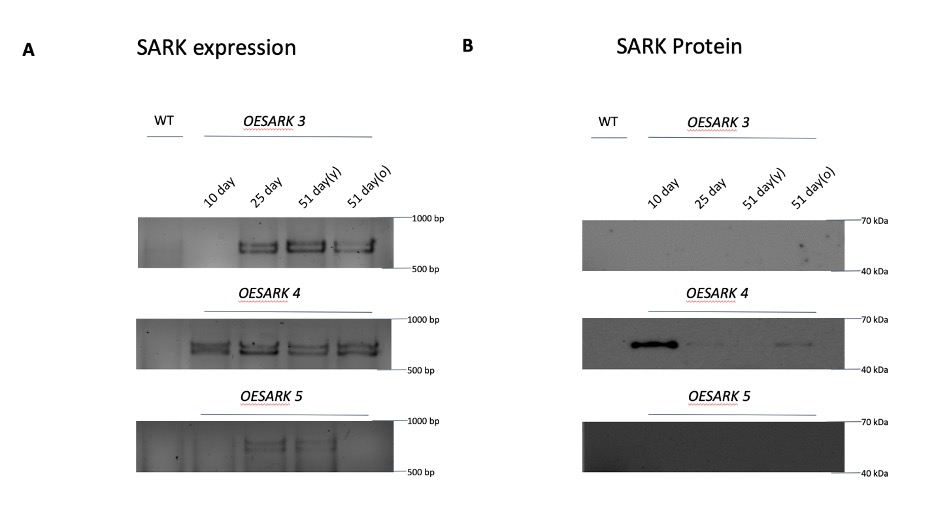 A
SARK expression
WT
OESARK 3
10 day
25 day
51 day(y)
51 day(o)
1000 bp
500 bp
OESARK 4
1000 bp
500 bp
OESARK 5
1000 bp
500 bp
B
SARK Protein
WT
OESARK 3
10 day
25 day
51 day(y)
51 day(o)
70 kDa
40 kDa
OESARK 4
70 kDa
40 kDa
OESARK 5
70 kDa
40 kDa